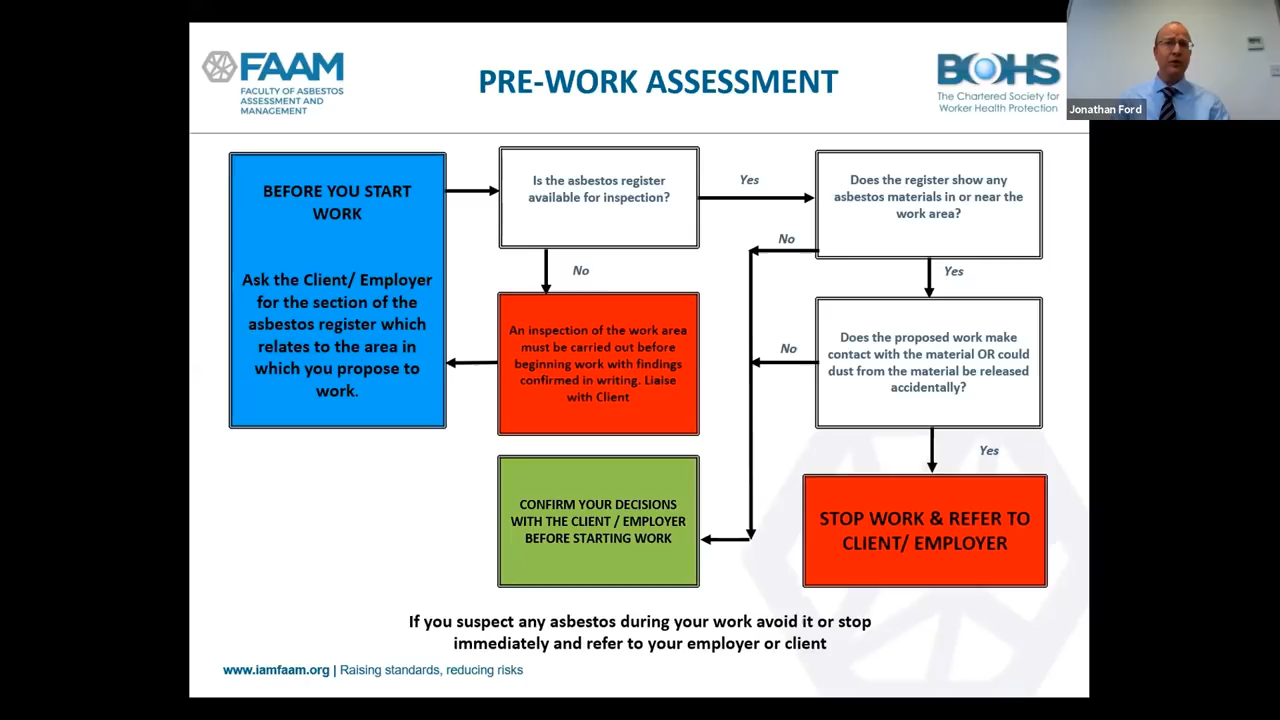 FAAM
FACULTY OF ASBESTOS
ASSESSMENT AND
MANAGEMENT
PRE-WORK ASSESSMENT
BOHS
The Chartered Society for
Worker Health Protection
Jonathan Ford
BEFORE YOU START
WORK
Ask the Client/ Employer
for the section of the
asbestos register which
relates to the area in
which you propose to
work.
Is the asbestos register
available for inspection?
Yes
Does the register show any
asbestos materials in or near the
work area?
No
No
Yes
An inspection of the work area
must be carried out before
beginning work with findings
confirmed in writing. Liaise
with Client
No
Does the proposed work make
contact with the material OR could
dust from the material be released
accidentally?
Yes
CONFIRM YOUR DECISIONS
WITH THE CLIENT / EMPLOYER
BEFORE STARTING WORK
STOP WORK & REFER TO
CLIENT/ EMPLOYER
If you suspect any asbestos during your work avoid it or stop
immediately and refer to your employer or client
www.iamfaam.org | Raising standards, reducing risks